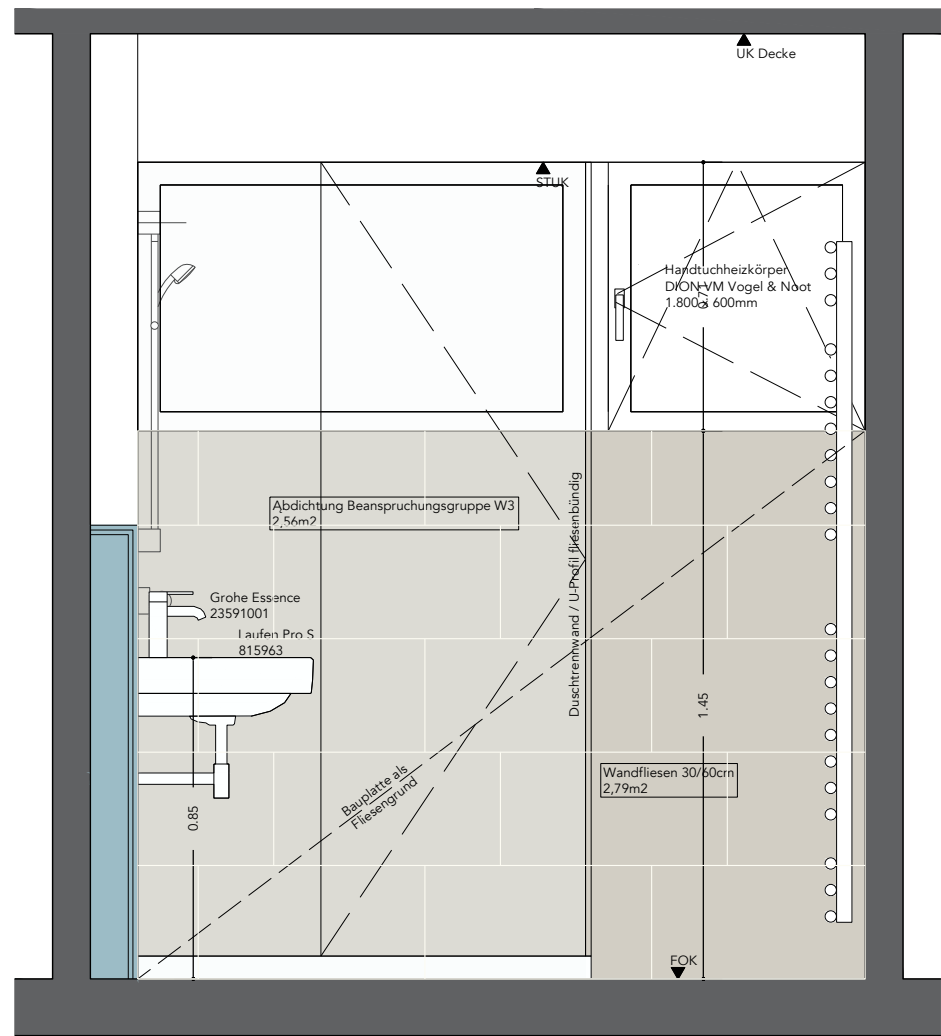 UK Decke
STUK
Handtuchheizkörper
DION VM Vogel & Noot
1.800 x 600mm
0.71
Abdichtung Beanspruchungsgruppe W3
2,56m2
Duschtrennwand / U-Profil fliesenbündig
Grohe Essence
23591001
Laufen Pro S
815963
1.45
Wandfliesen 30/60cm
2,79m2
Bauplatte als
Fliesengrund
0.85
FOK